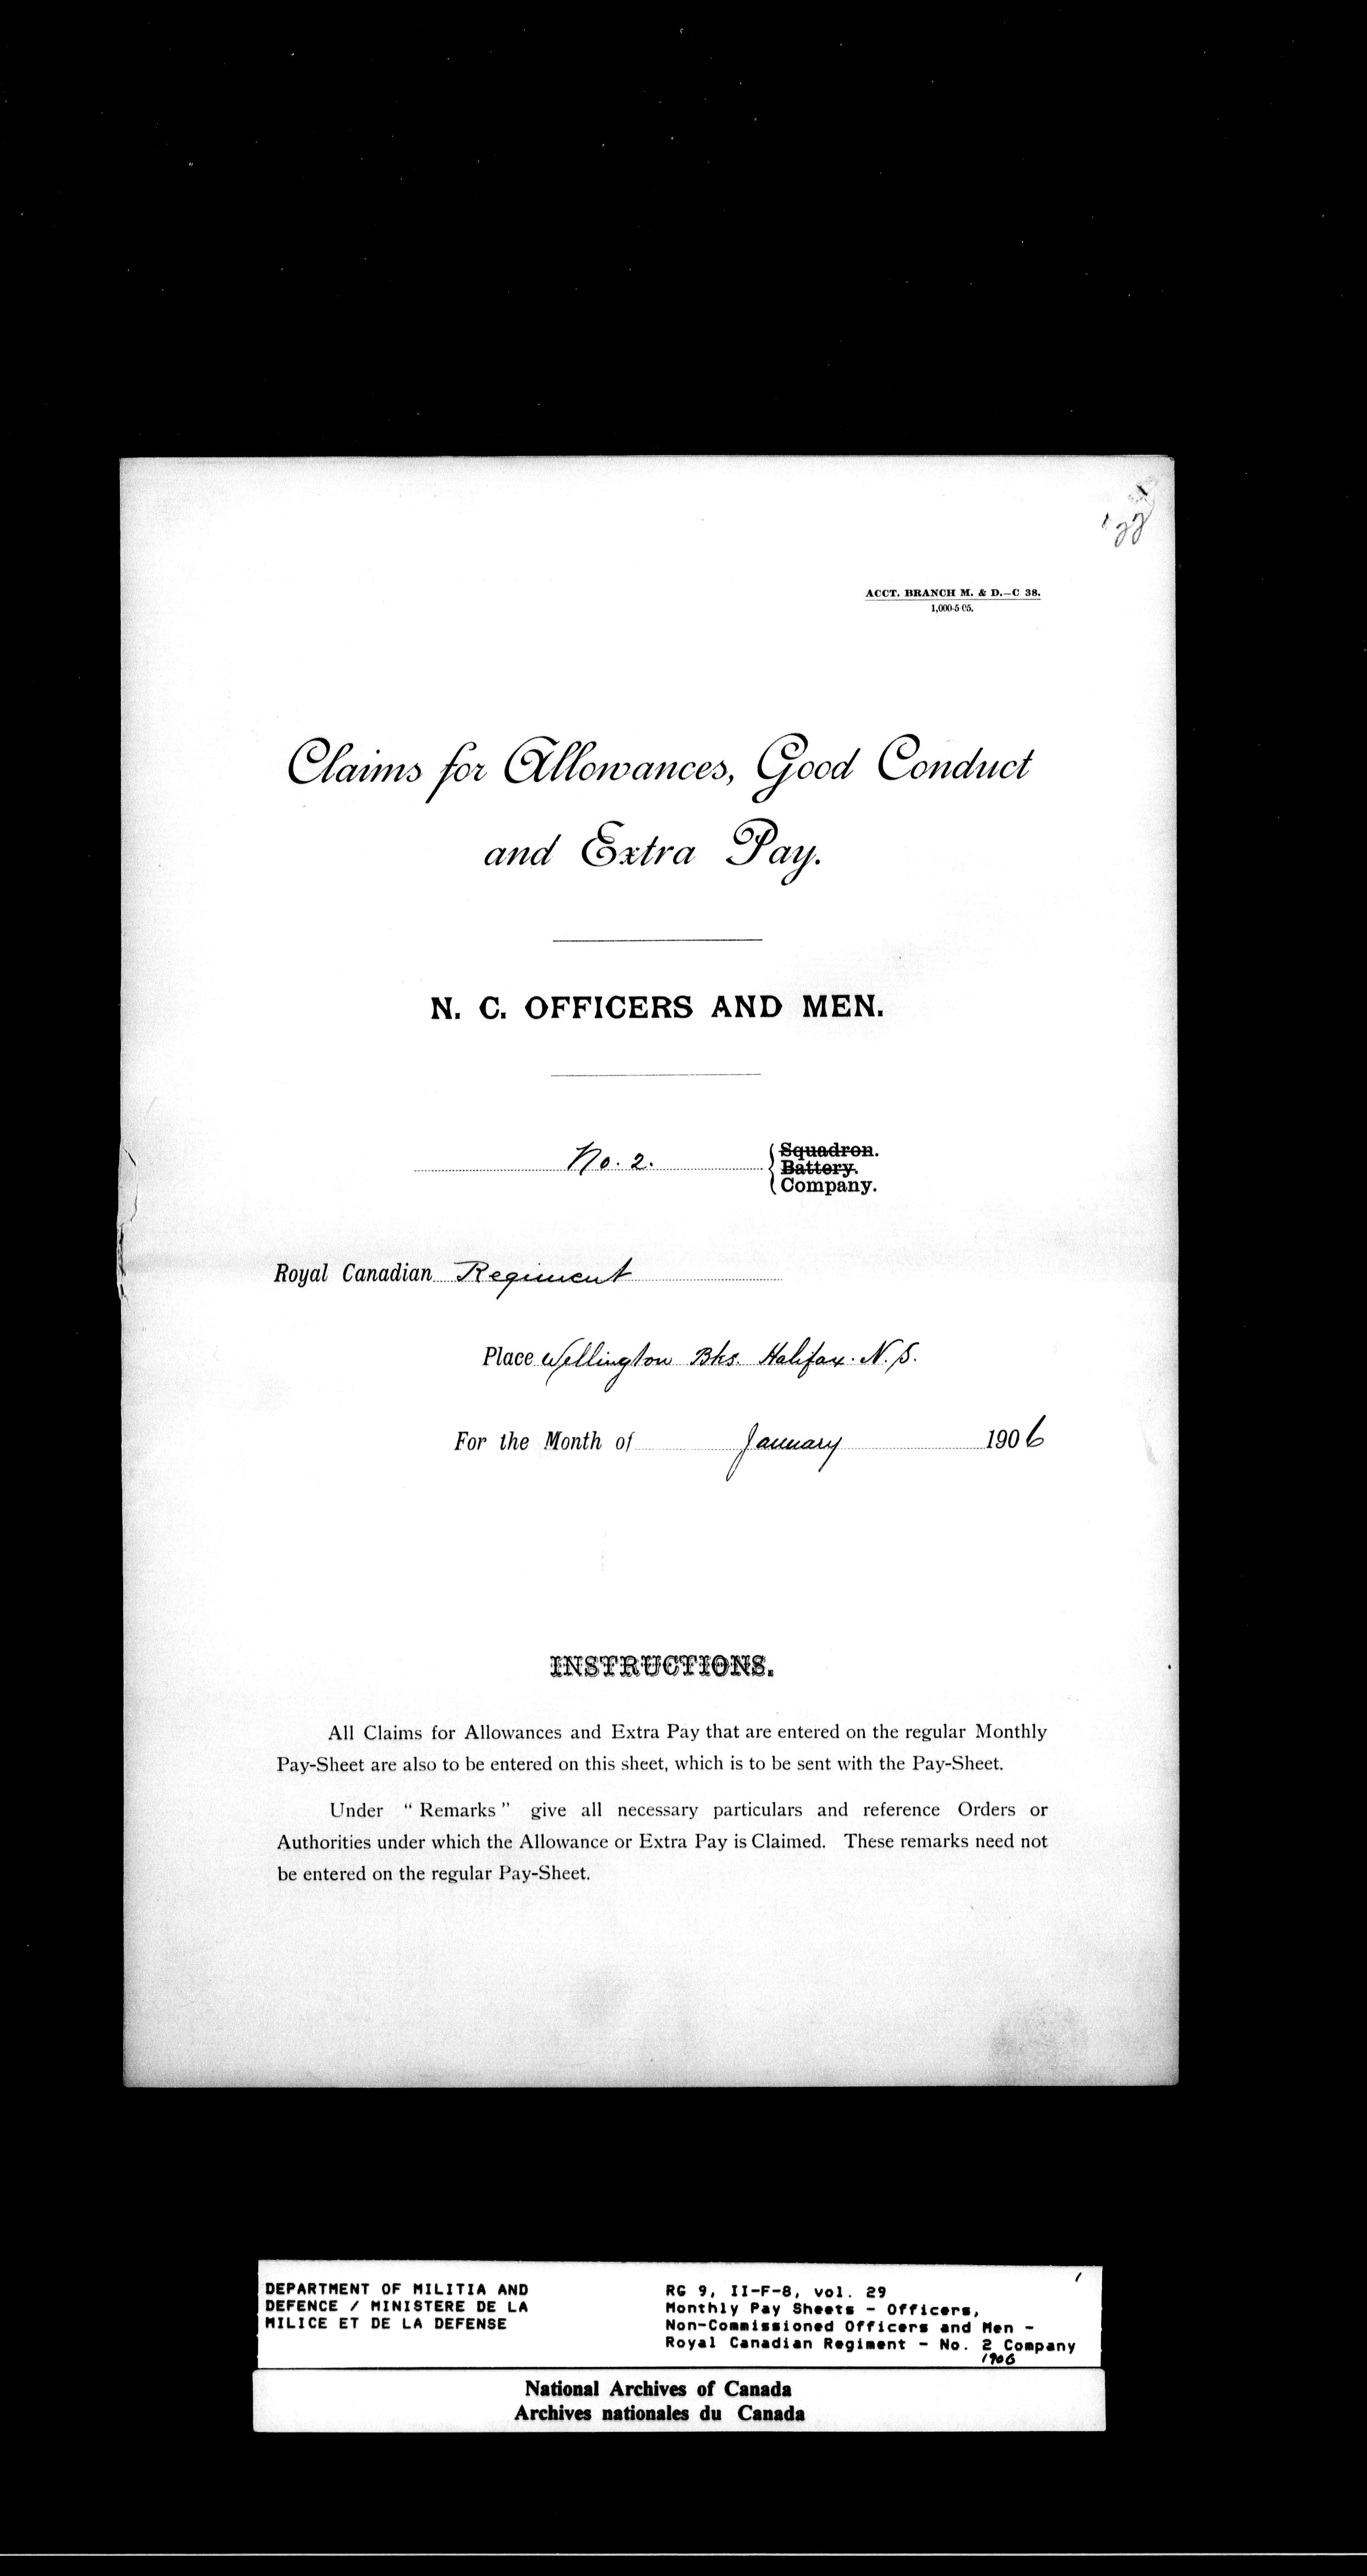 ACCT. BRANCH M. & D.—C 38.
1,000-5 05.
Claims for Allowances, Good Conduct
and Extra Pay.
N. C. OFFICERS AND MEN.
No. 2. { Squadron.
Battery.
Company.
Royal Canadian Regiment
Place Wellington Bks. Halifax. N.S.
For the Month of January 1906
INSTRUCTIONS.
All Claims for Allowances and Extra Pay that are entered on the regular Monthly
Pay-Sheet are also to be entered on this sheet, which is to be sent with the Pay-Sheet.
Under “ Remarks ” give all necessary particulars and reference Orders or
Authorities under which the Allowance or Extra Pay is Claimed. These remarks need not
be entered on the regular Pay-Sheet.
DEPARTMENT OF MILITIA AND
DEFENCE / MINISTERE DE LA
MILICE ET DE LA DEFENSE
RG 9, II-F-8, vol. 29
Monthly Pay Sheets - Officers,
Non-Commissioned Officers and Men -
Royal Canadian Regiment - No. 2 Company
1906
National Archives of Canada
Archives nationales du Canada